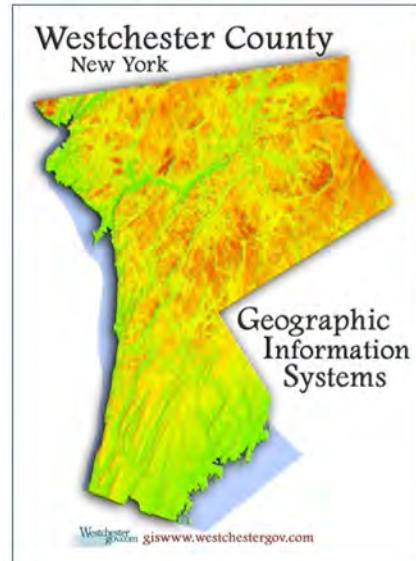 Westchester County
New York
Geographic
Information
Systems
Westchester
gov.com giswww.westchestergov.com